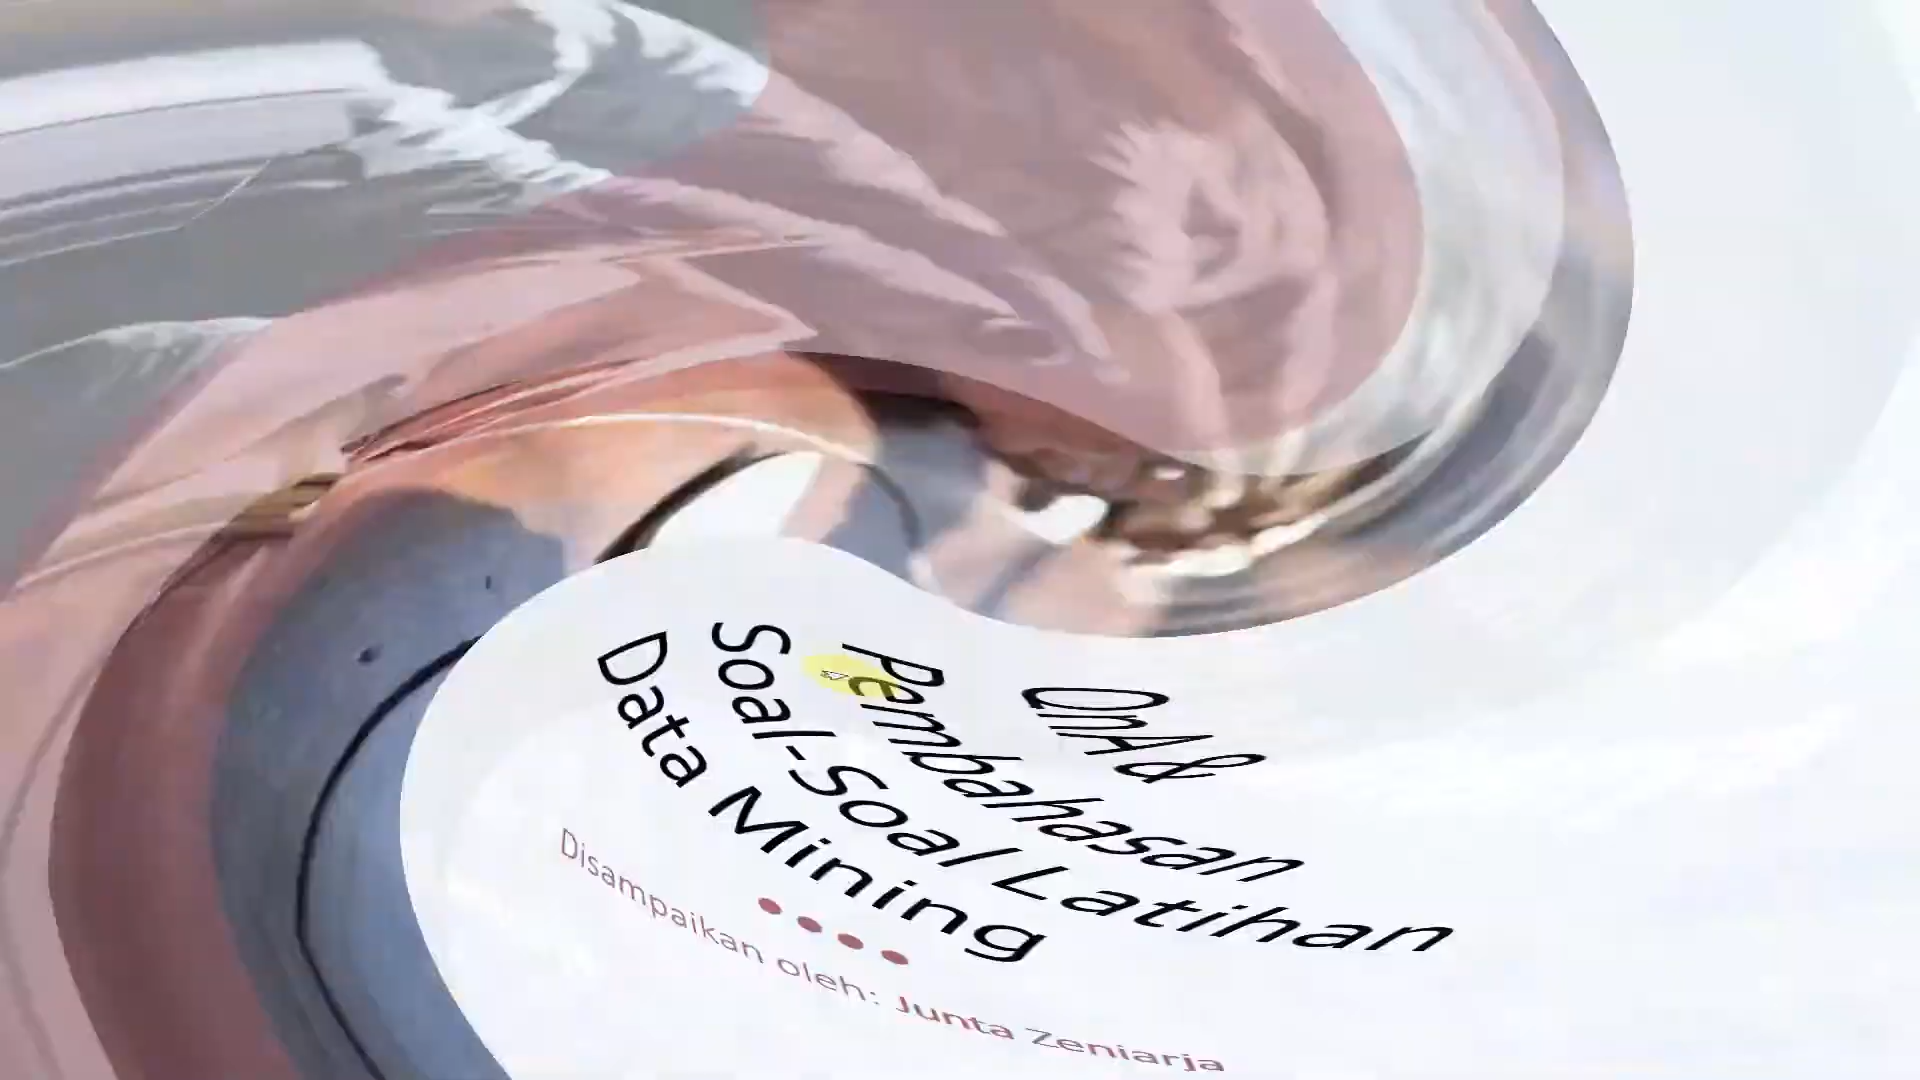 QnA &
Pembahasan
Soal-Soal Latihan
Data Mining
Disampaikan oleh: Junta Zeniarja